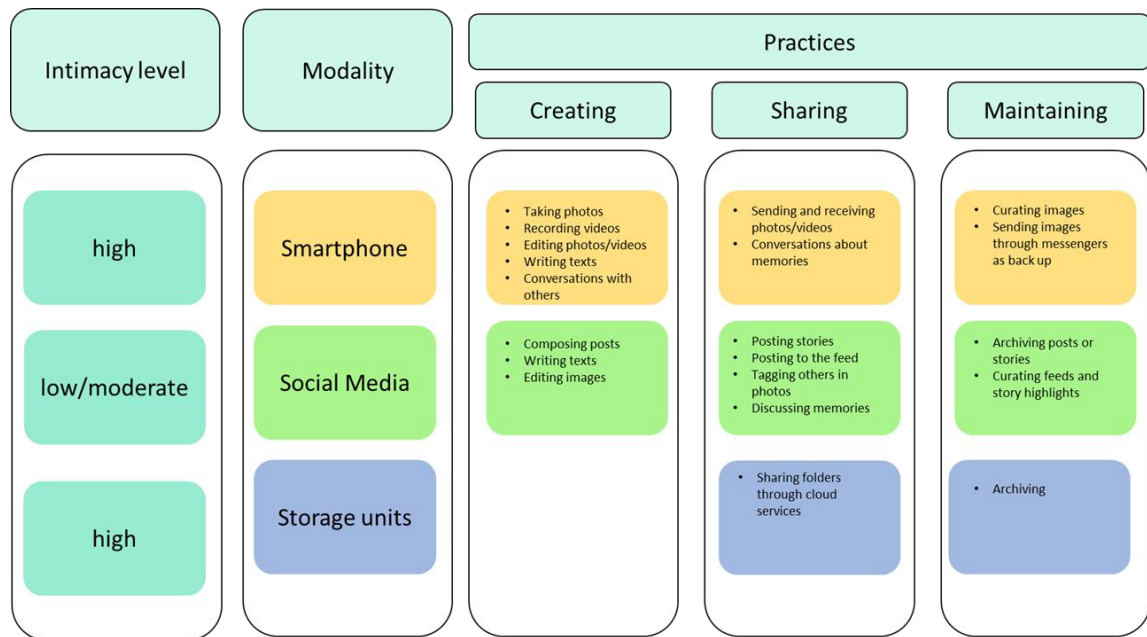 Intimacy level
Modality
Practices
Creating
Sharing
Maintaining
high
Smartphone
• Taking photos
• Recording videos
• Editing photos/videos
• Writing texts
• Conversations with
others
• Sending and receiving
photos/videos
• Conversations about
memories
• Curating images
• Sending images
through messengers
as back up
low/moderate
Social Media
• Composing posts
• Writing texts
• Editing images
• Posting stories
• Posting to the feed
• Tagging others in
photos
• Discussing memories
• Archiving posts or
stories
• Curating feeds and
story highlights
high
Storage units
• Sharing folders
through cloud
services
• Archiving